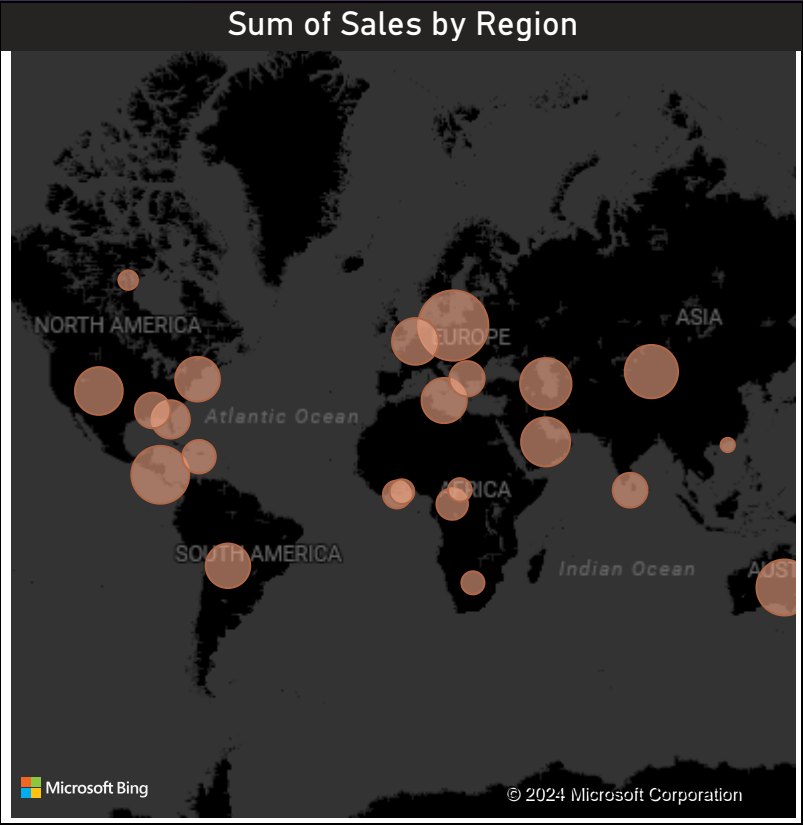 Sum of Sales by Region
NORTH AMERICA
ASIA
EUROPE
Atlantic Ocean
AFRICA
SOUTH AMERICA
Indian Ocean
AUST
Microsoft Bing
© 2024 Microsoft Corporation